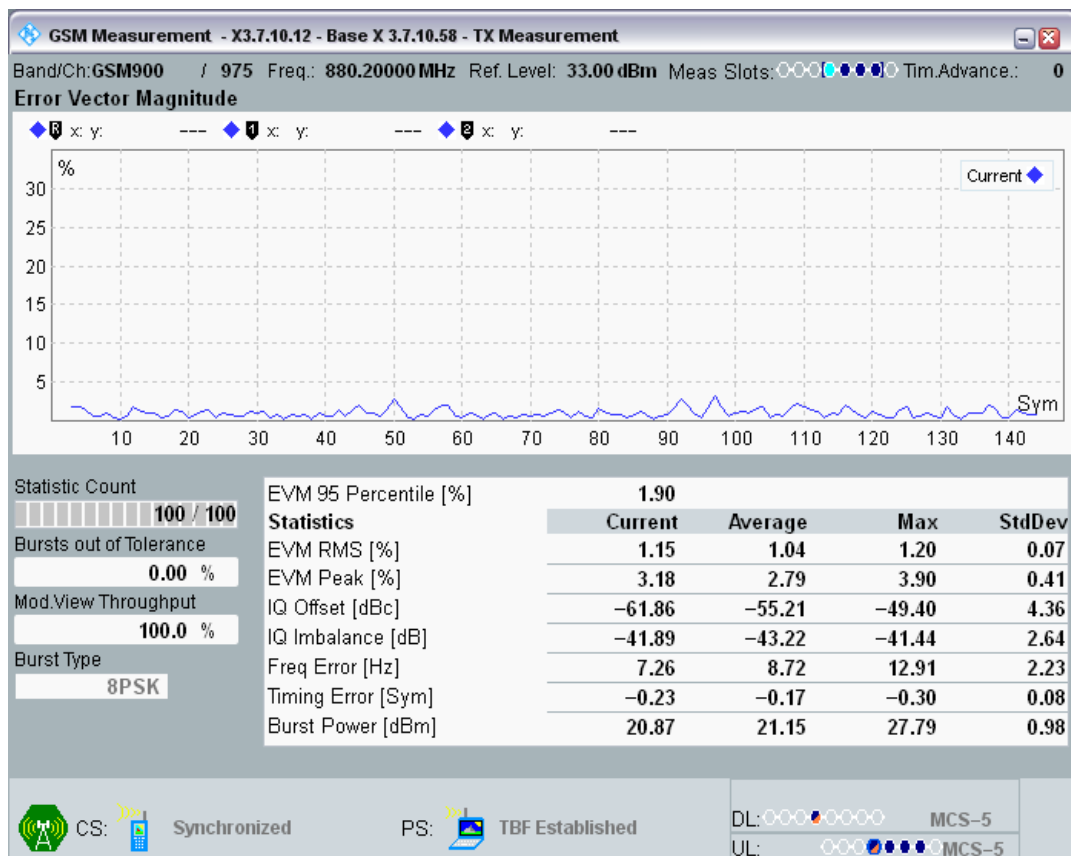 GSM Measurement - X3.7.10.12 - Base X 3.7.10.58 - TX Measurement
Band/Ch:GSM900 / 975 Freq.: 880.20000 MHz Ref. Level: 33.00 dBm Meas Slots: Tim.Advance.: 0
Error Vector Magnitude
R x: y: --- 1 x: y: --- 2 x: y: ---
%
Current
30
25
20
15
10
5
Sym
10 20 30 40 50 60 70 80 90 100 110 120 130 140
Statistic Count
100 / 100
Bursts out of Tolerance
0.00 %
Mod.View Throughput
100.0 %
Burst Type
8PSK
EVM 95 Percentile [%] 1.90
Statistics Current Average Max StdDev
EVM RMS [%] 1.15 1.04 1.20 0.07
EVM Peak [%] 3.18 2.79 3.90 0.41
IQ Offset [dBc] −61.86 −55.21 −49.40 4.36
IQ Imbalance [dB] −41.89 −43.22 −41.44 2.64
Freq Error [Hz] 7.26 8.72 12.91 2.23
Timing Error [Sym] −0.23 −0.17 −0.30 0.08
Burst Power [dBm] 20.87 21.15 27.79 0.98
CS: Synchronized PS: TBF Established
DL: MCS−5
UL: MCS−5